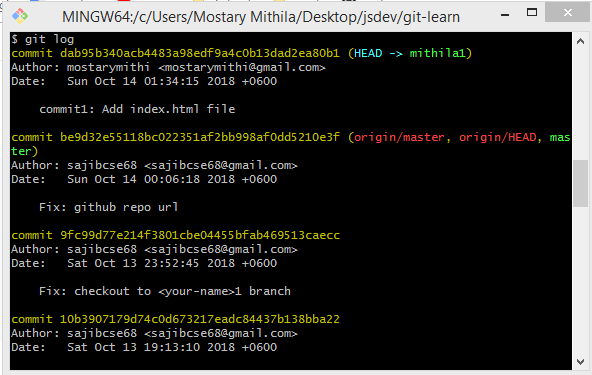 MINGW64:/c/Users/Mostary Mithila/Desktop/jsdev/git-learn
$ git log
commit dab95b340acb4483a98edf9a4c0b13dad2ea80b1 (HEAD -> mithila1)
Author: mostarymithi <mostarymithi@gmail.com>
Date:   Sun Oct 14 01:34:15 2018 +0600
    commit1: Add index.html file
commit be9d32e55118bc022351af2bb998af0dd5210e3f (origin/master, origin/HEAD, mas
ter)
Author: sajibcse68 <sajibcse68@gmail.com>
Date:   Sun Oct 14 00:06:18 2018 +0600
    Fix: github repo url
commit 9fc99d77e214f3801cbe04455bfab469513caecc
Author: sajibcse68 <sajibcse68@gmail.com>
Date:   Sat Oct 13 23:52:45 2018 +0600
    Fix: checkout to <your-name>1 branch
commit 10b3907179d74c0d673217eadc84437b138bba22
Author: sajibcse68 <sajibcse68@gmail.com>
Date:   Sat Oct 13 19:13:10 2018 +0600